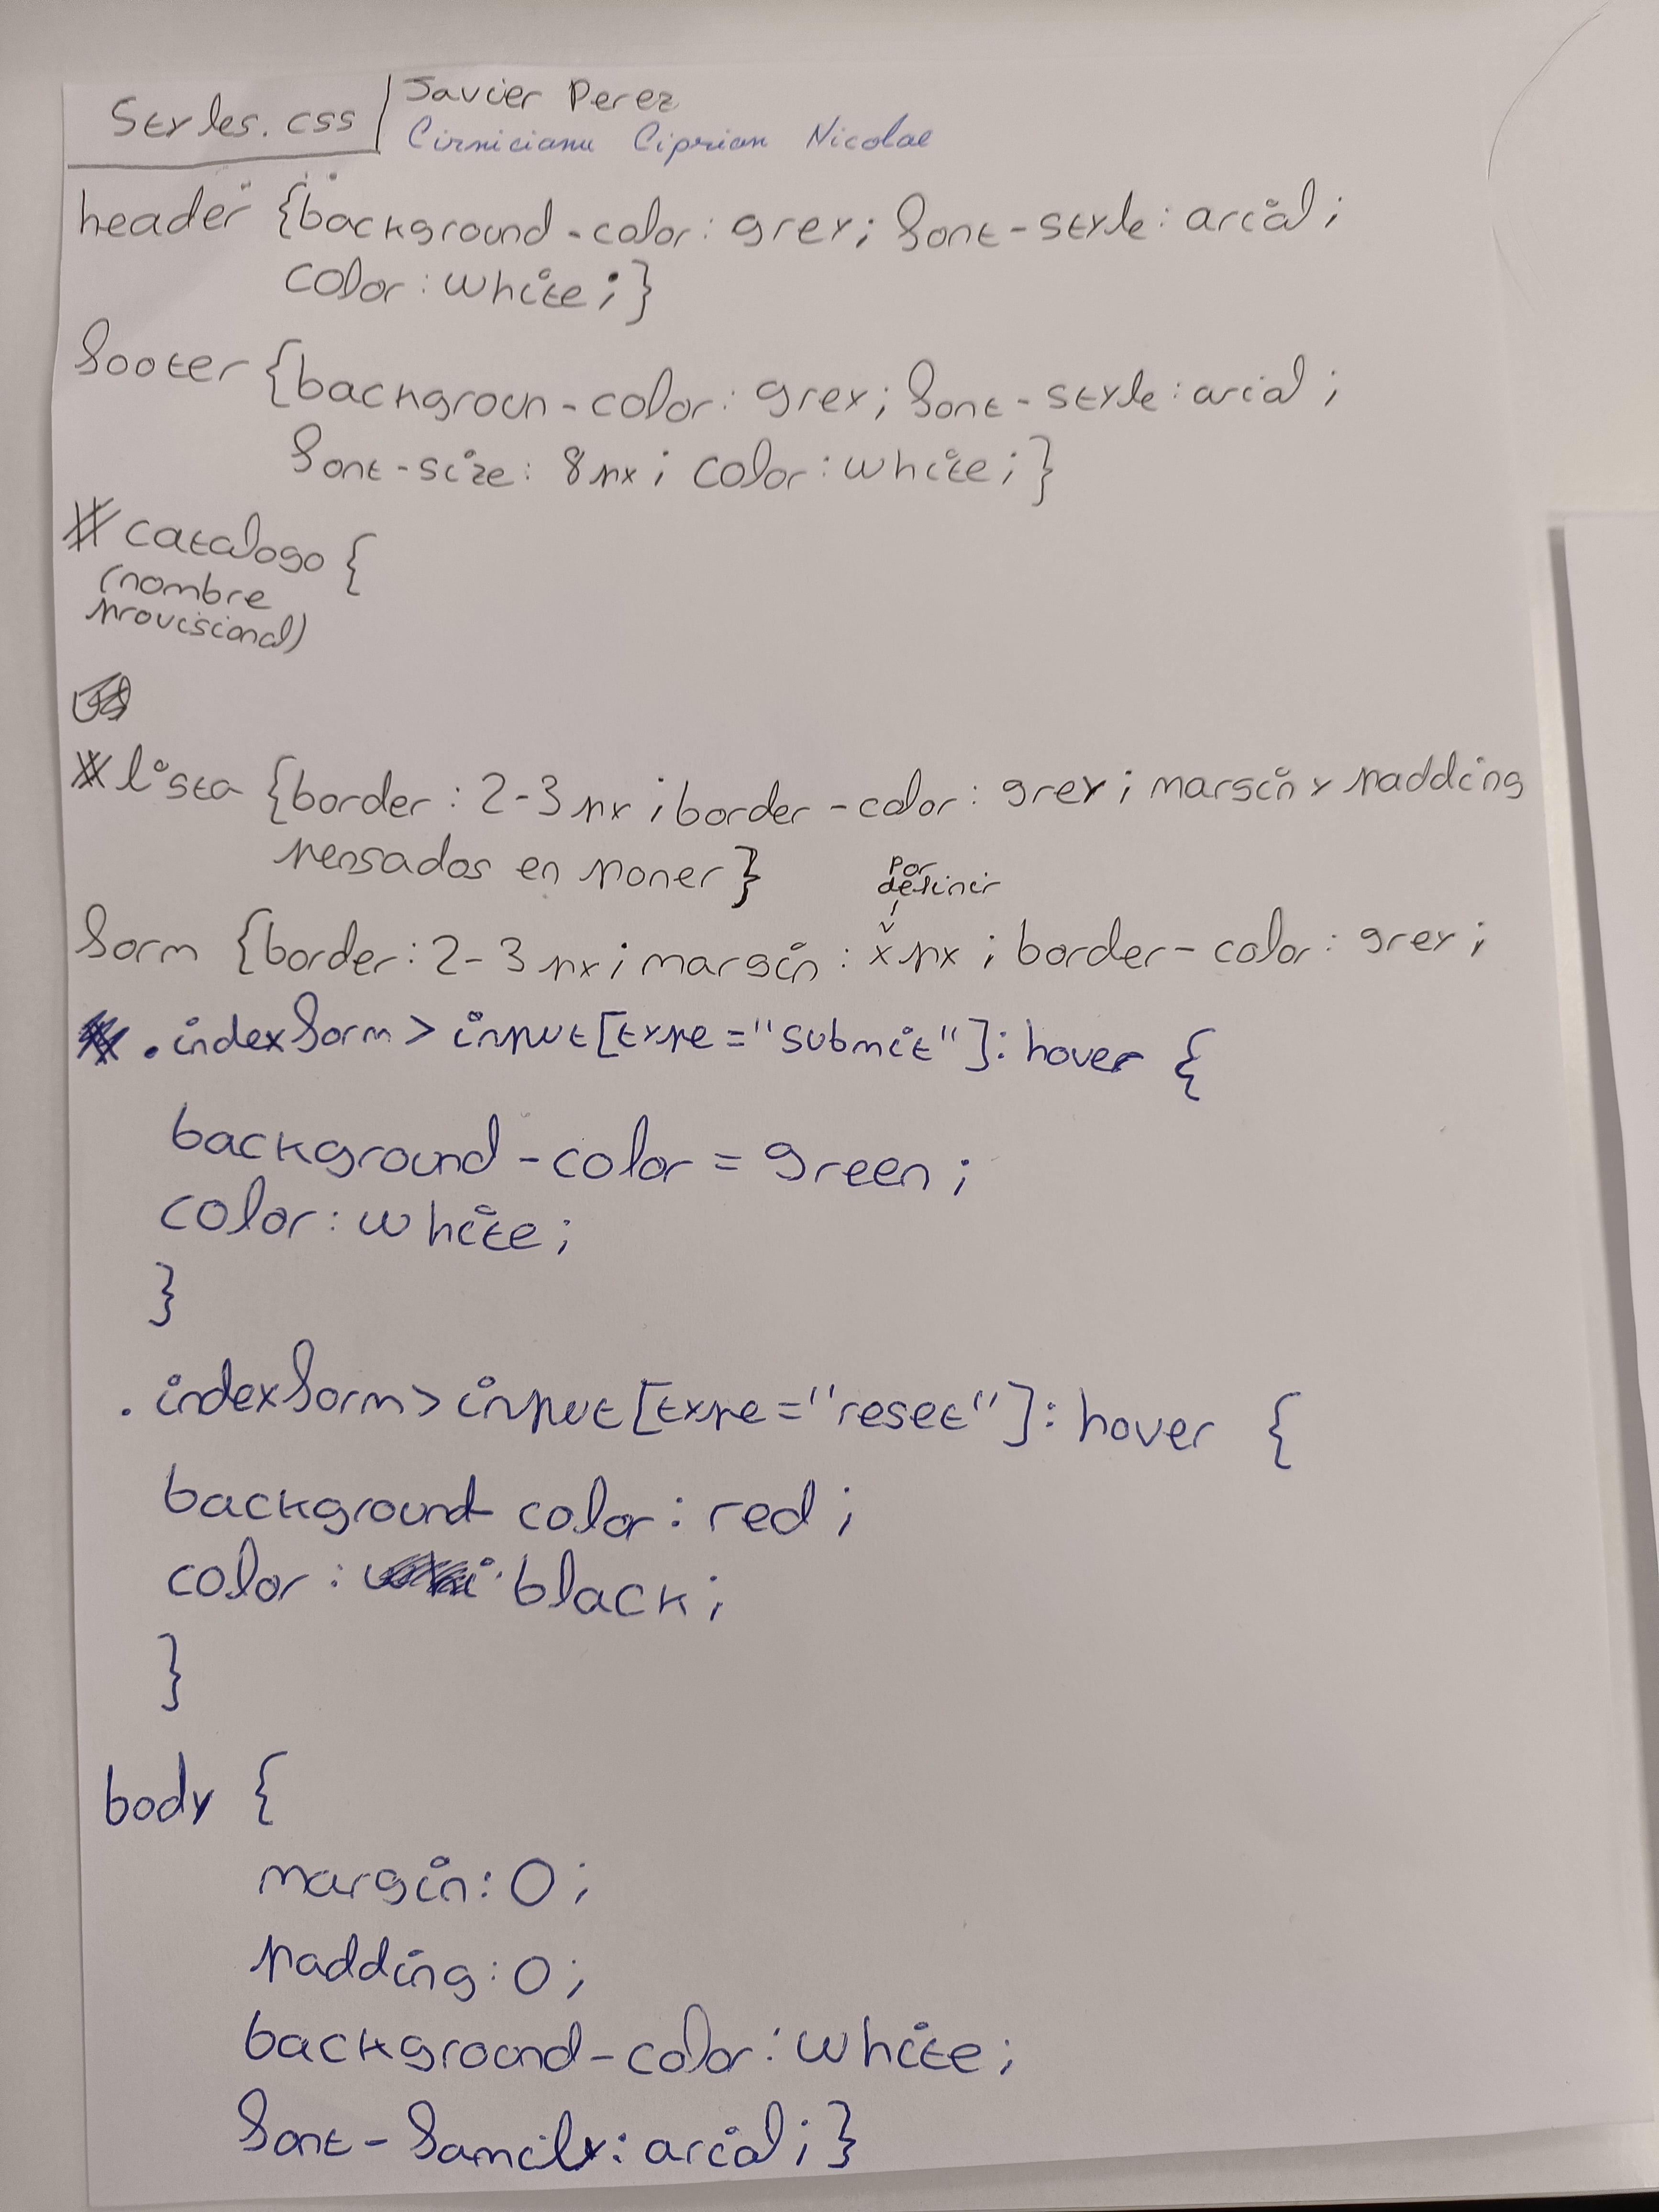 Styles.css
Javier Perez
Cirnicianu Ciprian Nicolae
header {background-color: grey; font-style: arial;
color: white;}
footer {backgroun-color: grey; font-style: arial;
font-size: 8px; color: white;}
#catalogo {
(nombre
provisional)
#lista {border: 2-3px; border-color: grey; margin y padding
pensados en poner}
por
definir
form {border: 2-3px; margin: x px; border-color: grey;
.indexform > input[type="submit"]: hover {
background-color = green;
color: white;
}
.indexform > input[type="reset"]: hover {
background color: red;
color: black;
}
body {
margin: 0;
padding: 0;
background-color: white;
font-family: arial;}